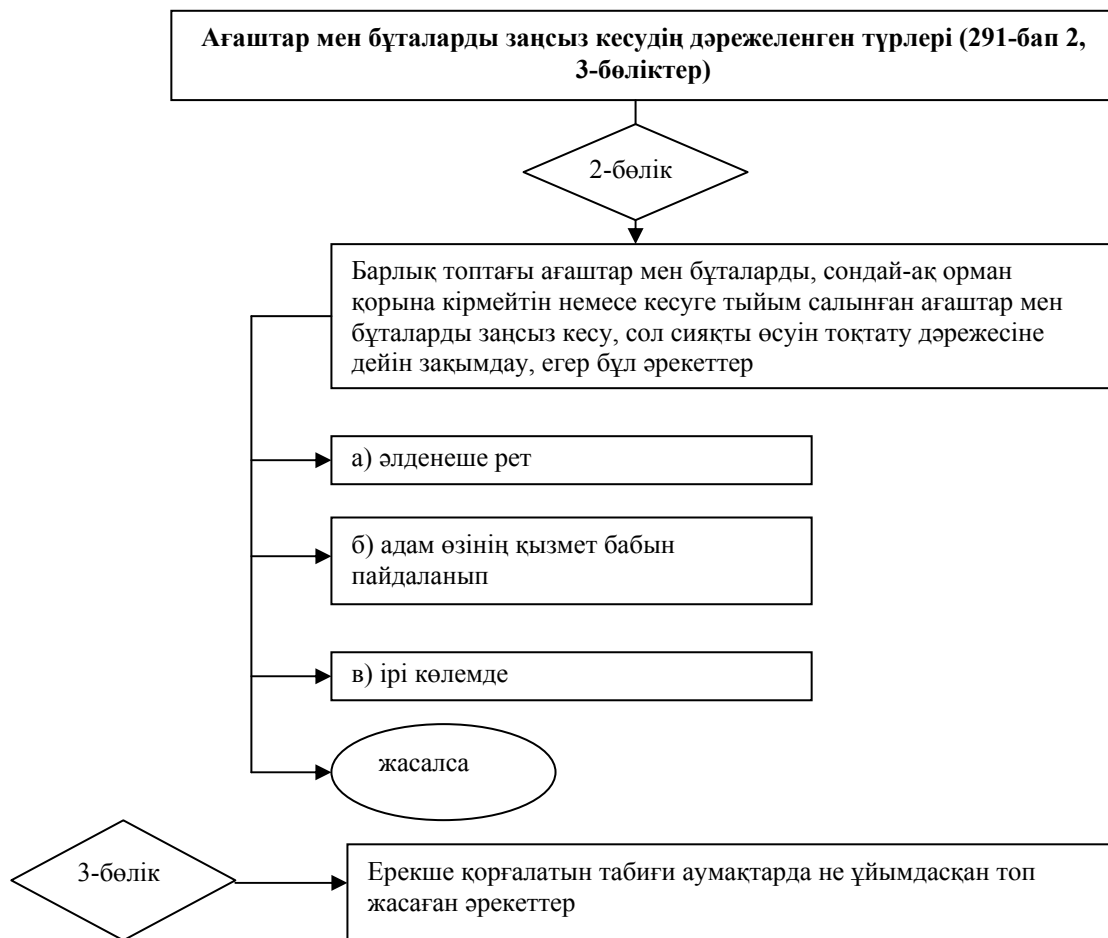 Ағаштар мен бұталарды заңсыз кесудің дәрежеленген түрлері (291-бап 2,
3-бөліктер)
2-бөлік
Барлық топтағы ағаштар мен бұталарды, сондай-ақ орман
қорына кірмейтін немесе кесуге тыйым салынған ағаштар мен
бұталарды заңсыз кесу, сол сияқты өсуін тоқтату дәрежесіне
дейін зақымдау, егер бұл әрекеттер
а) әлденеше рет
б) адам өзінің қызмет бабын
пайдаланып
в) ірі көлемде
жасалса
3-бөлік
Ерекше қорғалатын табиғи аумақтарда не ұйымдасқан топ
жасаған әрекеттер